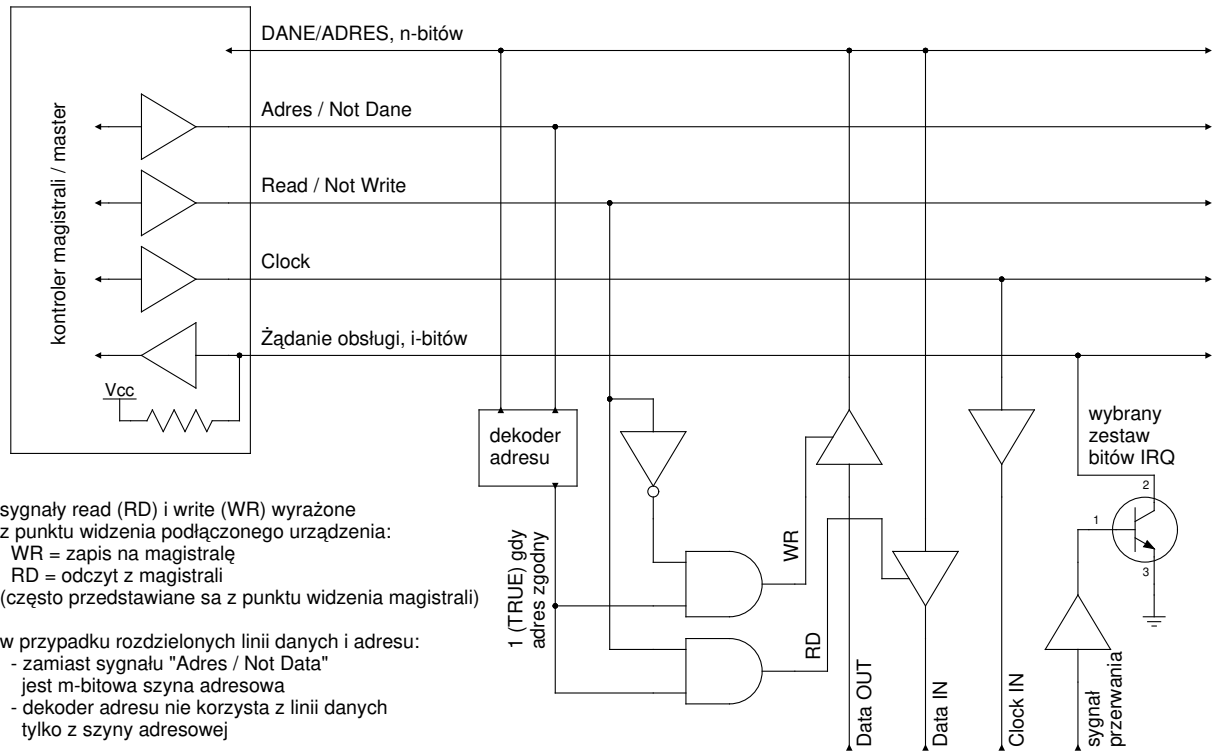 DANE/ADRES, n-bitów
Adres / Not Dane
Read / Not Write
Clock
Żądanie obsługi, i-bitów
kontroler magistrali / master
Vcc
dekoder
adresu
wybrany
zestaw
bitów IRQ
2
1
3
1 (TRUE) gdy
adres zgodny
WR
RD
Data OUT
Data IN
Clock IN
sygnał
przerwania
sygnały read (RD) i write (WR) wyrażone
z punktu widzenia podłączonego urządzenia:
WR = zapis na magistralę
RD = odczyt z magistrali
(często przedstawiane sa z punktu widzenia magistrali)
w przypadku rozdzielonych linii danych i adresu:
- zamiast sygnału "Adres / Not Data"
jest m-bitowa szyna adresowa
- dekoder adresu nie korzysta z linii danych
tylko z szyny adresowej